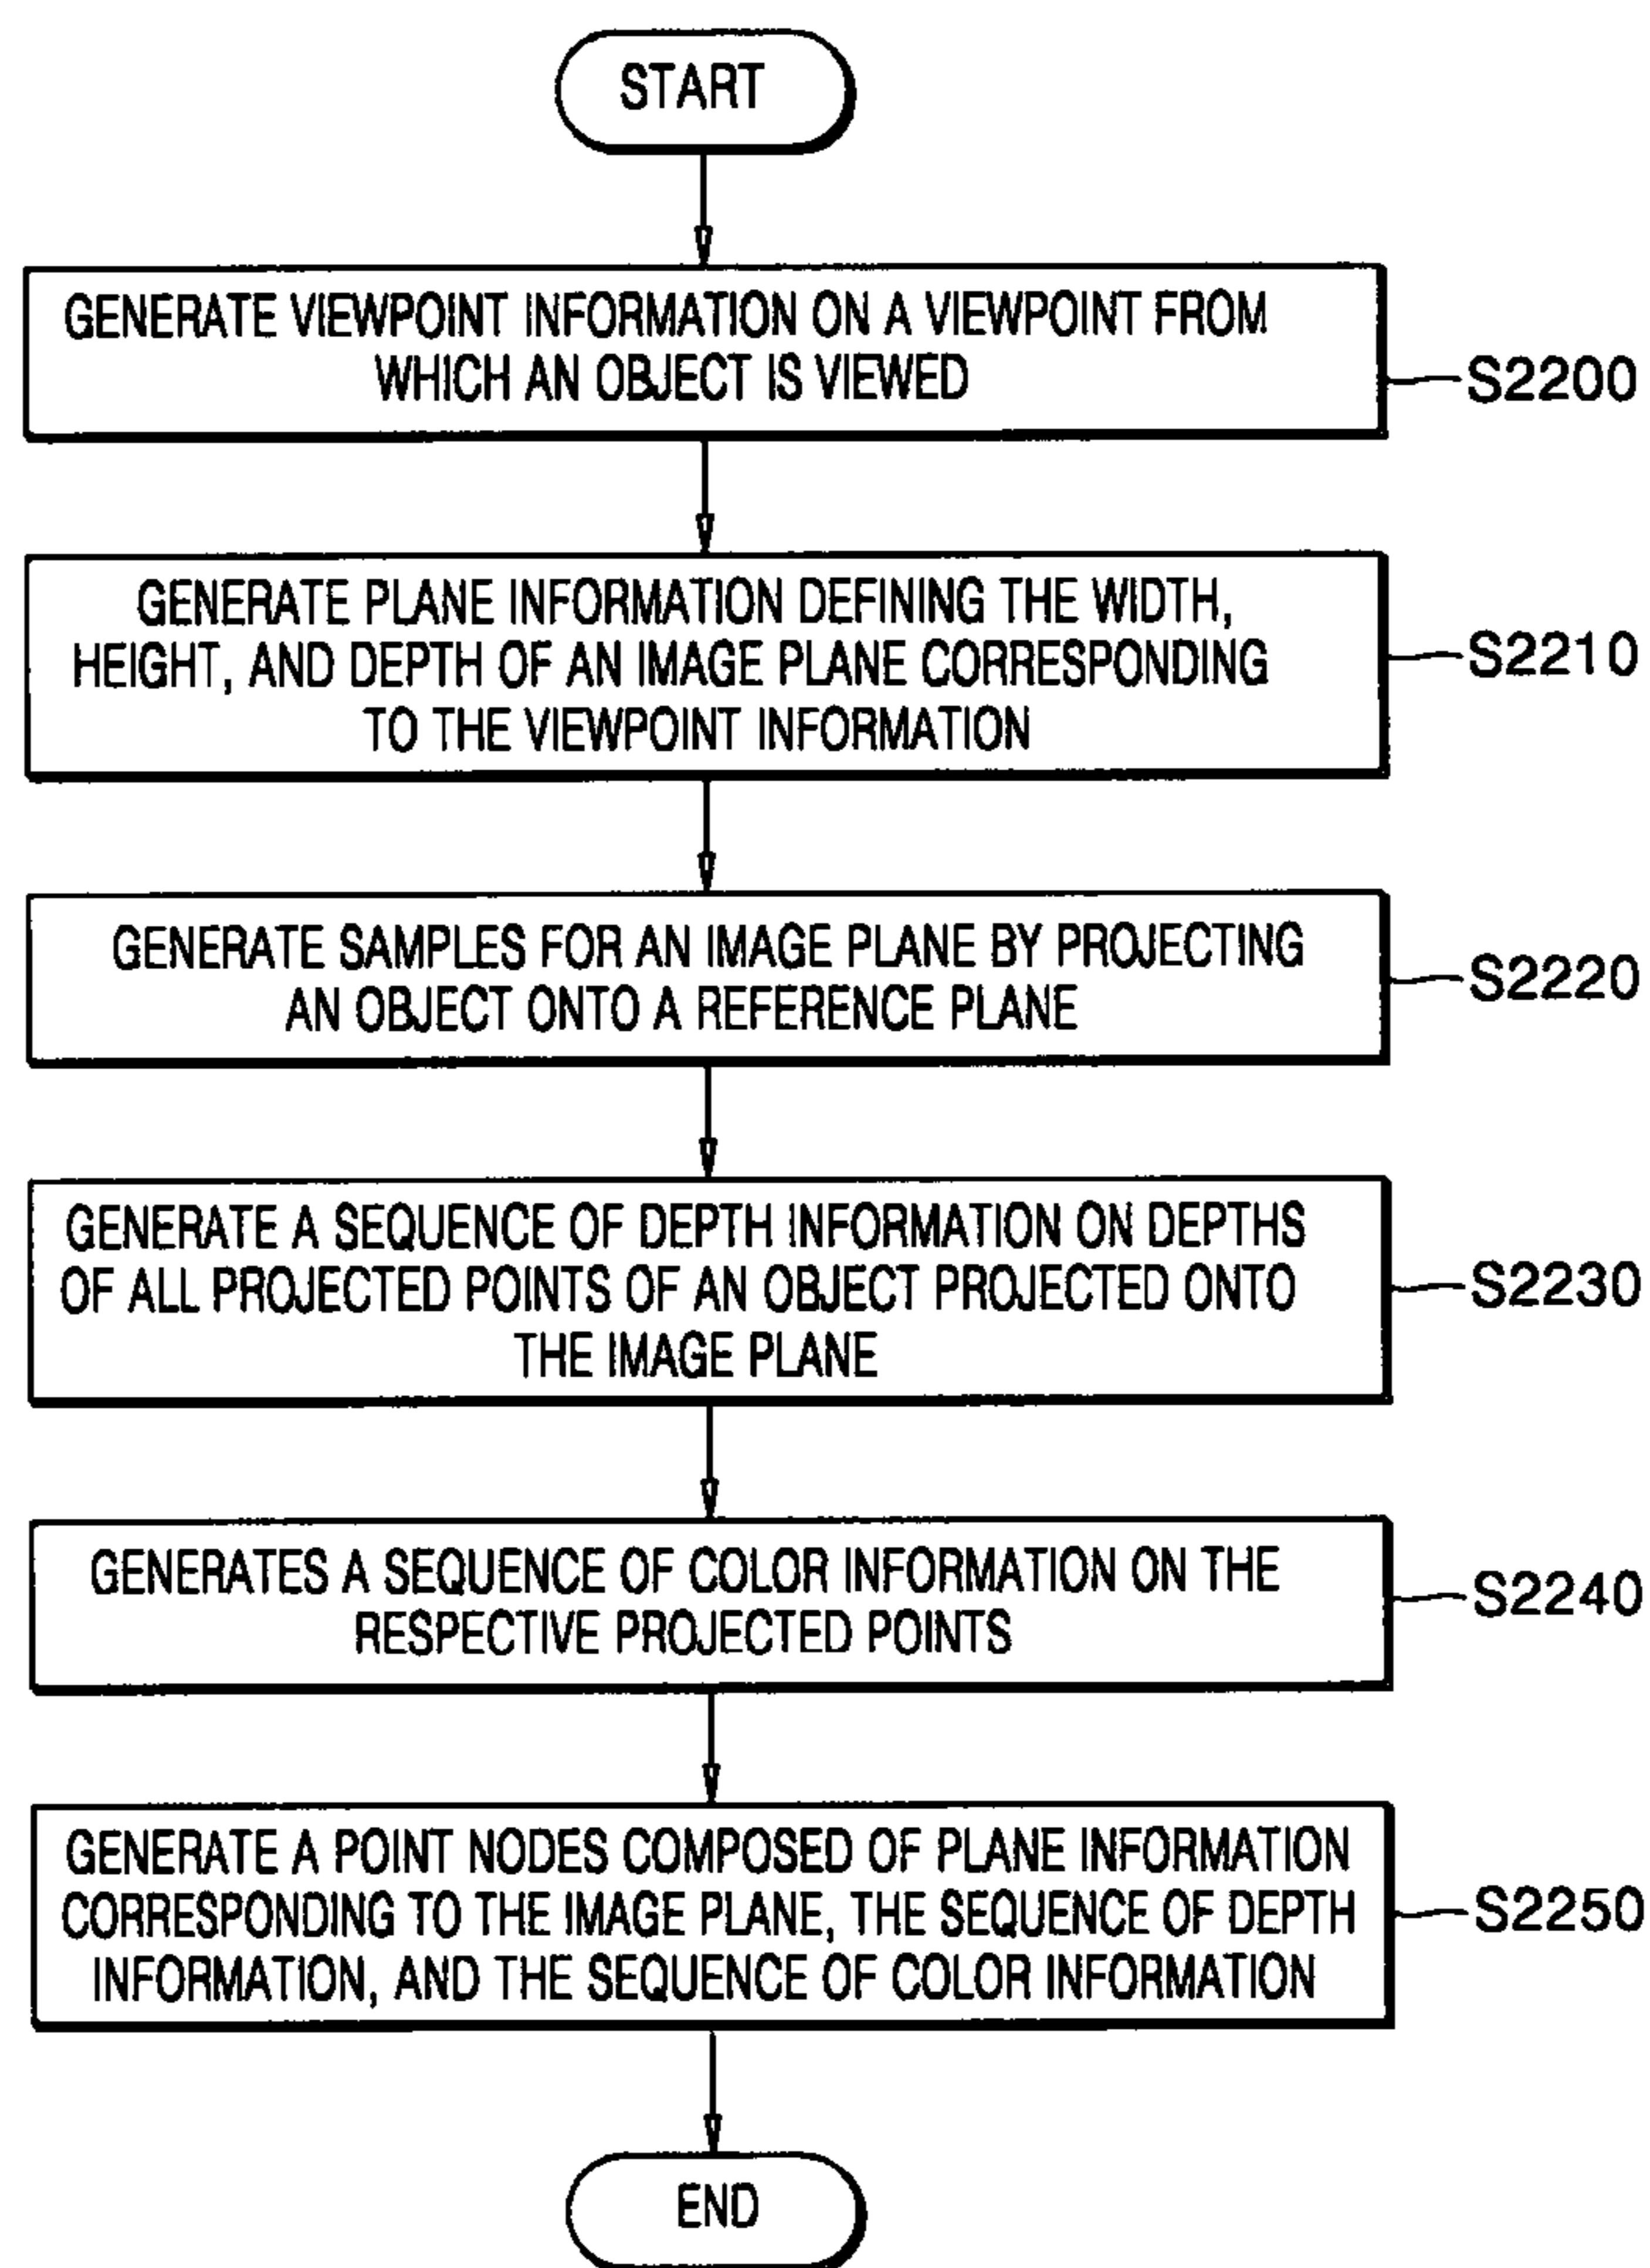 START
GENERATE VIEWPOINT INFORMATION ON A VIEWPOINT FROM
WHICH AN OBJECT IS VIEWED
S2200
GENERATE PLANE INFORMATION DEFINING THE WIDTH,
HEIGHT, AND DEPTH OF AN IMAGE PLANE CORRESPONDING
TO THE VIEWPOINT INFORMATION
S2210
GENERATE SAMPLES FOR AN IMAGE PLANE BY PROJECTING
AN OBJECT ONTO A REFERENCE PLANE
S2220
GENERATE A SEQUENCE OF DEPTH INFORMATION ON DEPTHS
OF ALL PROJECTED POINTS OF AN OBJECT PROJECTED ONTO
THE IMAGE PLANE
S2230
GENERATES A SEQUENCE OF COLOR INFORMATION ON THE
RESPECTIVE PROJECTED POINTS
S2240
GENERATE A POINT NODES COMPOSED OF PLANE INFORMATION
CORRESPONDING TO THE IMAGE PLANE, THE SEQUENCE OF DEPTH
INFORMATION, AND THE SEQUENCE OF COLOR INFORMATION
S2250
END